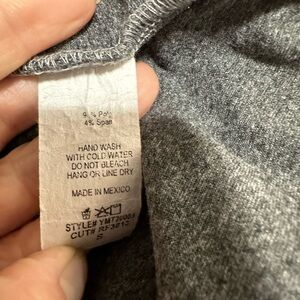 4% Span
HAND WASH
WITH COLD WATER
DO NOT BLEACH
HANG OR LINE DRY
MADE IN MEXICO
STYLE#
CUT# RF3812
S